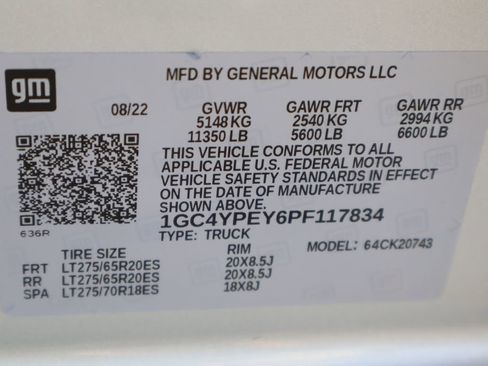 gm
MFD BY GENERAL MOTORS LLC
08/22 GVWR GAWR FRT GAWR RR
5148 KG 2540 KG 2994 KG
11350 LB 5600 LB 6600 LB
THIS VEHICLE CONFORMS TO ALL
APPLICABLE U.S. FEDERAL MOTOR
VEHICLE SAFETY STANDARDS IN EFFECT
ON THE DATE OF MANUFACTURE
SHOWN ABOVE.
1GC4YPEY6PF117834
636R TYPE: TRUCK MODEL: 64CK20743
TIRE SIZE RIM
FRT LT275/65R20ES 20X8.5J
RR LT275/65R20ES 20X8.5J
SPA LT275/70R18ES 18X8J